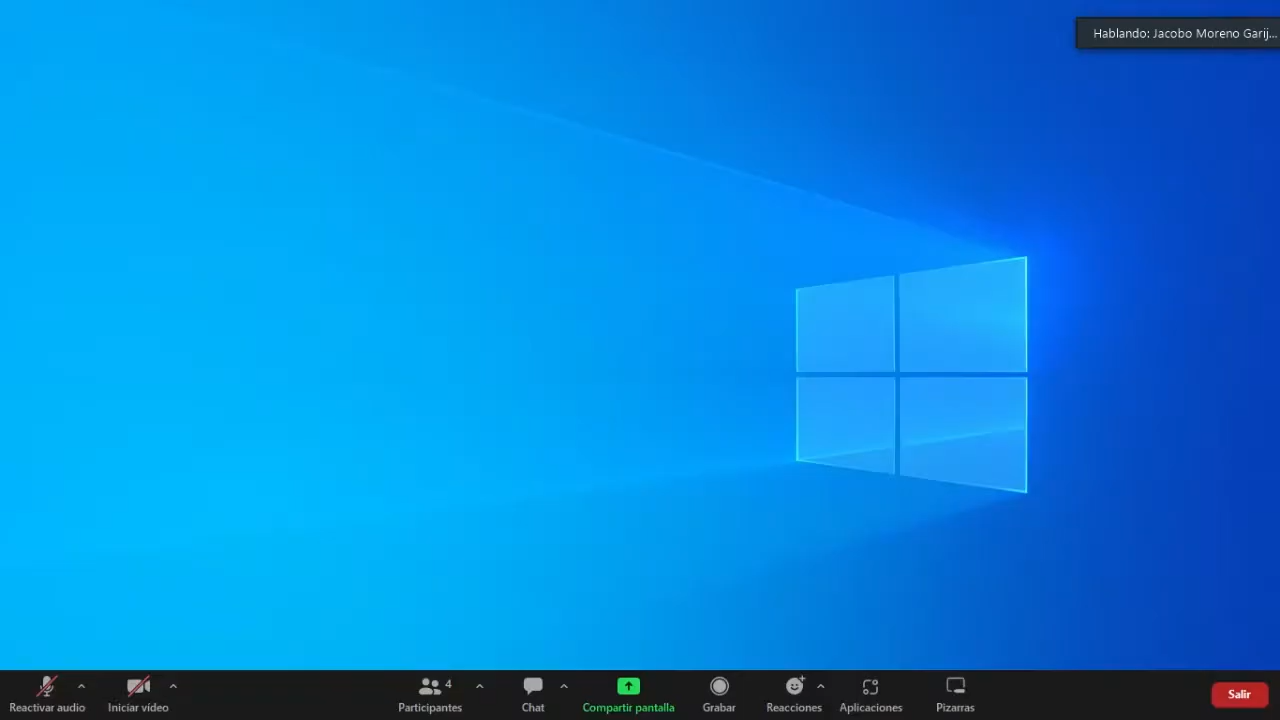 Hablando: Jacobo Moreno Garij...
Reactivar audio
Iniciar vídeo
Participantes
4
Chat
Compartir pantalla
Grabar
Reacciones
Aplicaciones
Pizarras
Salir